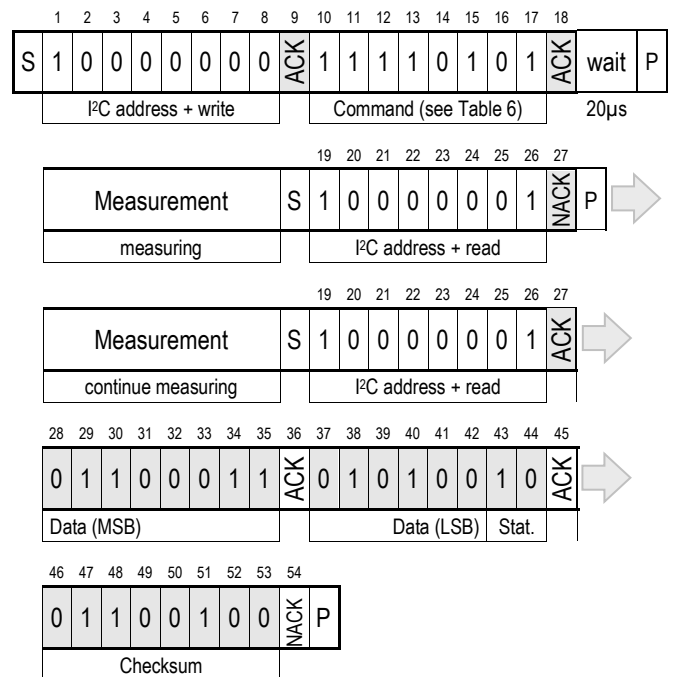 1 2 3 4 5 6 7 8 9 10 11 12 13 14 15 16 17 18
S 1 0 0 0 0 0 0 0 ACK 1 1 1 1 0 1 0 1 ACK wait P
I²C address + write Command (see Table 6) 20µs
19 20 21 22 23 24 25 26 27
Measurement S 1 0 0 0 0 0 0 1 NACK P
measuring I²C address + read
19 20 21 22 23 24 25 26 27
Measurement S 1 0 0 0 0 0 0 1 ACK
continue measuring I²C address + read
28 29 30 31 32 33 34 35 36 37 38 39 40 41 42 43 44 45
0 1 1 0 0 0 1 1 ACK 0 1 0 1 0 0 1 0 ACK
Data (MSB) Data (LSB) Stat.
46 47 48 49 50 51 52 53 54
0 1 1 0 0 1 0 0 NACK P
Checksum